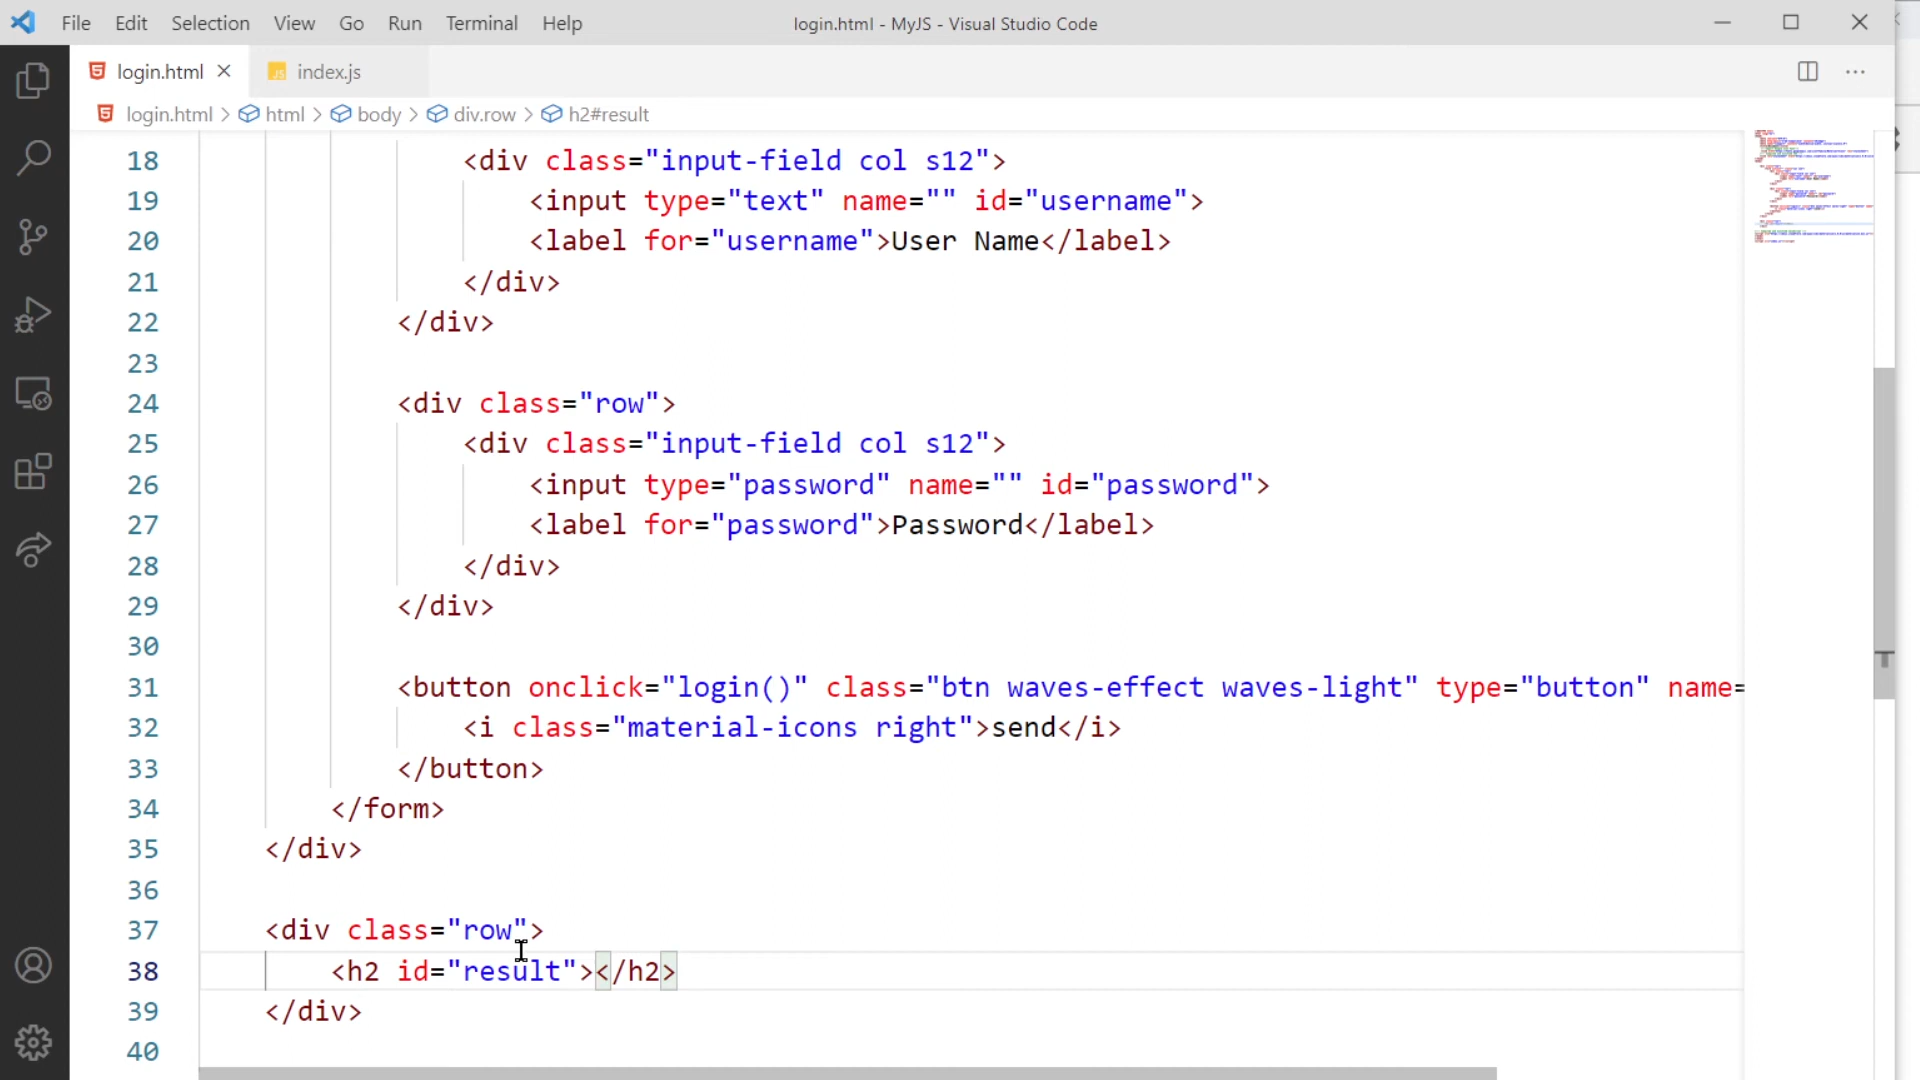 File Edit Selection View Go Run Terminal Help login.html - MyJS - Visual Studio Code
login.html index.js
login.html > html > body > div.row > h2#result
18 <div class="input-field col s12">
19 <input type="text" name="" id="username">
20 <label for="username">User Name</label>
21 </div>
22 </div>
23
24 <div class="row">
25 <div class="input-field col s12">
26 <input type="password" name="" id="password">
27 <label for="password">Password</label>
28 </div>
29 </div>
30
31 <button onclick="login()" class="btn waves-effect waves-light" type="button" name=
32 <i class="material-icons right">send</i>
33 </button>
34 </form>
35 </div>
36
37 <div class="row">
38 <h2 id="result"></h2>
39 </div>
40